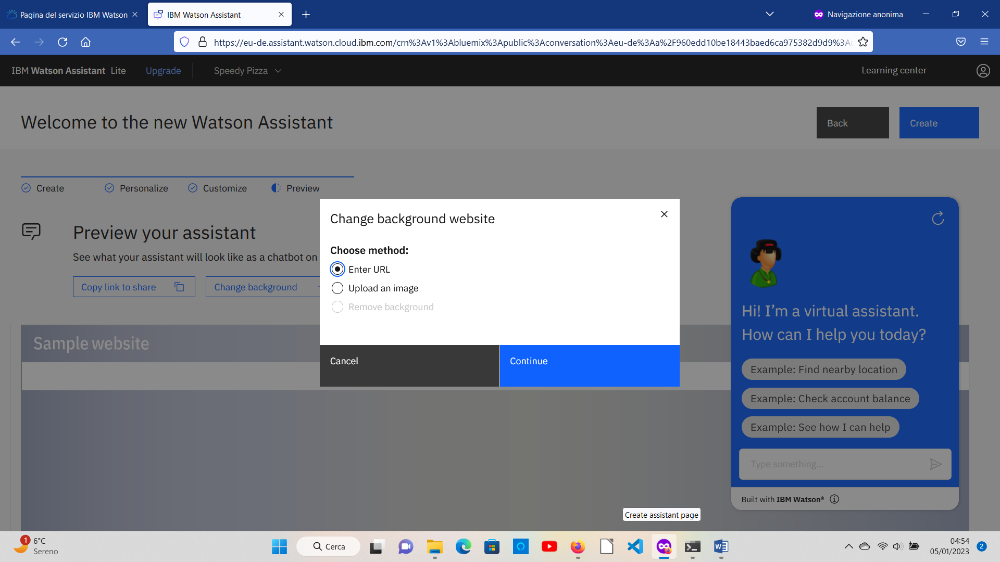 Pagina del servizio IBM Watson
IBM Watson Assistant
Navigazione anonima
https://eu-de.assistant.watson.cloud.ibm.com/crn%3Av1%3Abluemix%3Apublic%3Aconversation%3Aeu-de%3Aa%2F960edd10be18443baed6ca975382d9d9%3A
IBM Watson Assistant Lite
Upgrade
Speedy Pizza
Learning center
Welcome to the new Watson Assistant
Back
Create
Create
Personalize
Customize
Preview
Preview your assistant
See what your assistant will look like as a chatbot on
Copy link to share
Change background
Sample website
Change background website
Choose method:
Enter URL
Upload an image
Remove background
Cancel
Continue
Hi! I’m a virtual assistant.
How can I help you today?
Example: Find nearby location
Example: Check account balance
Example: See how I can help
Type something...
Built with IBM Watson®
Create assistant page
1
6°C
Sereno
Cerca
04:54
05/01/2023
2